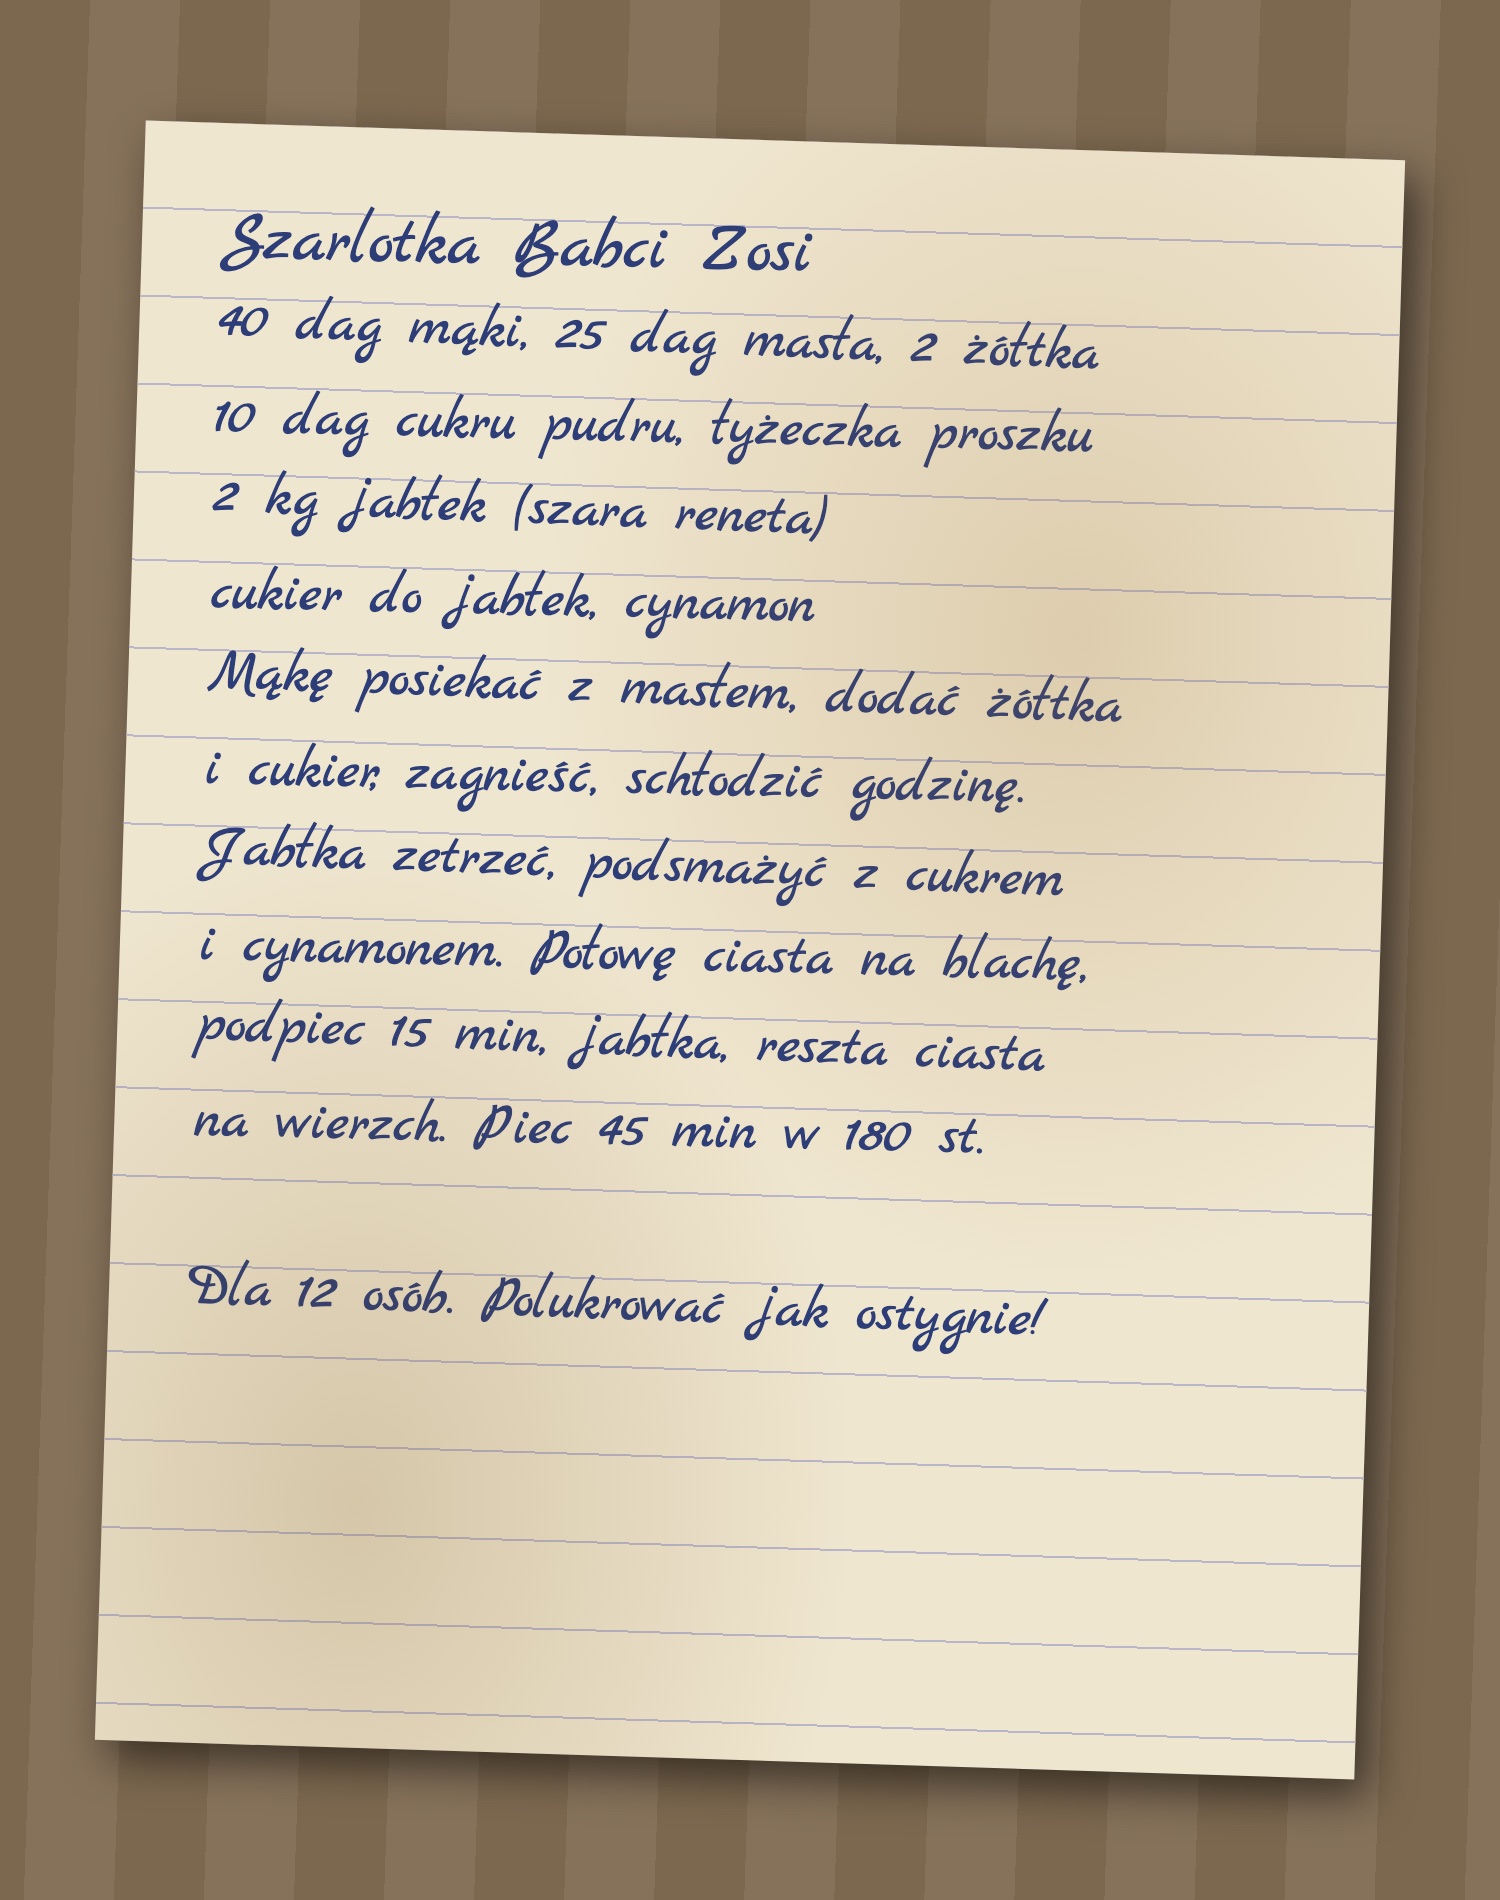 Szarlotka Babci Zosi
40 dag mąki, 25 dag masła, 2 żółtka
10 dag cukru pudru, łyżeczka proszku
2 kg jabłek (szara reneta)
cukier do jabłek, cynamon
Mąkę posiekać z masłem, dodać żółtka
i cukier, zagnieść, schłodzić godzinę.
Jabłka zetrzeć, podsmażyć z cukrem
i cynamonem. Połowę ciasta na blachę,
podpiec 15 min, jabłka, reszta ciasta
na wierzch. Piec 45 min w 180 st.
Dla 12 osób. Polukrować jak ostygnie!